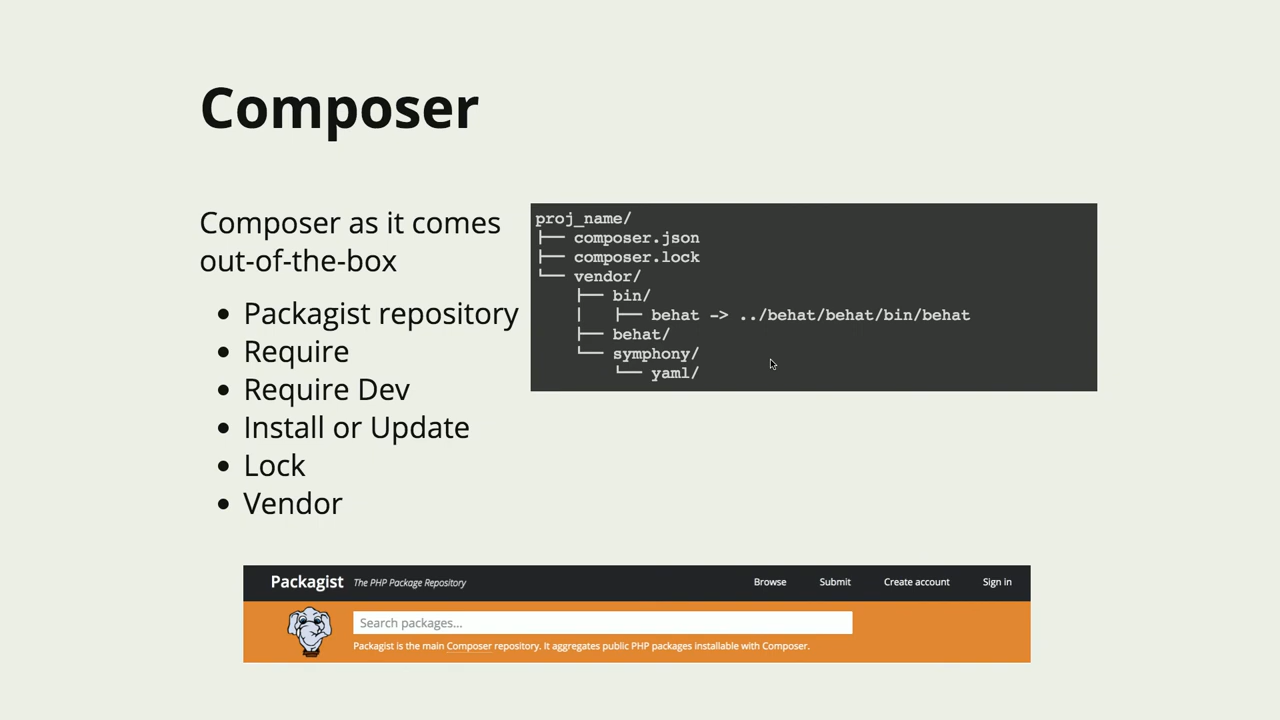 Composer
Composer as it comes
out-of-the-box
• Packagist repository
• Require
• Require Dev
• Install or Update
• Lock
• Vendor
proj_name/
├── composer.json
├── composer.lock
└── vendor/
    ├── bin/
    |   ├── behat -> ../behat/behat/bin/behat
    ├── behat/
    └── symphony/
        └── yaml/
Packagist The PHP Package Repository Browse Submit Create account Sign in
Search packages...
Packagist is the main Composer repository. It aggregates public PHP packages installable with Composer.